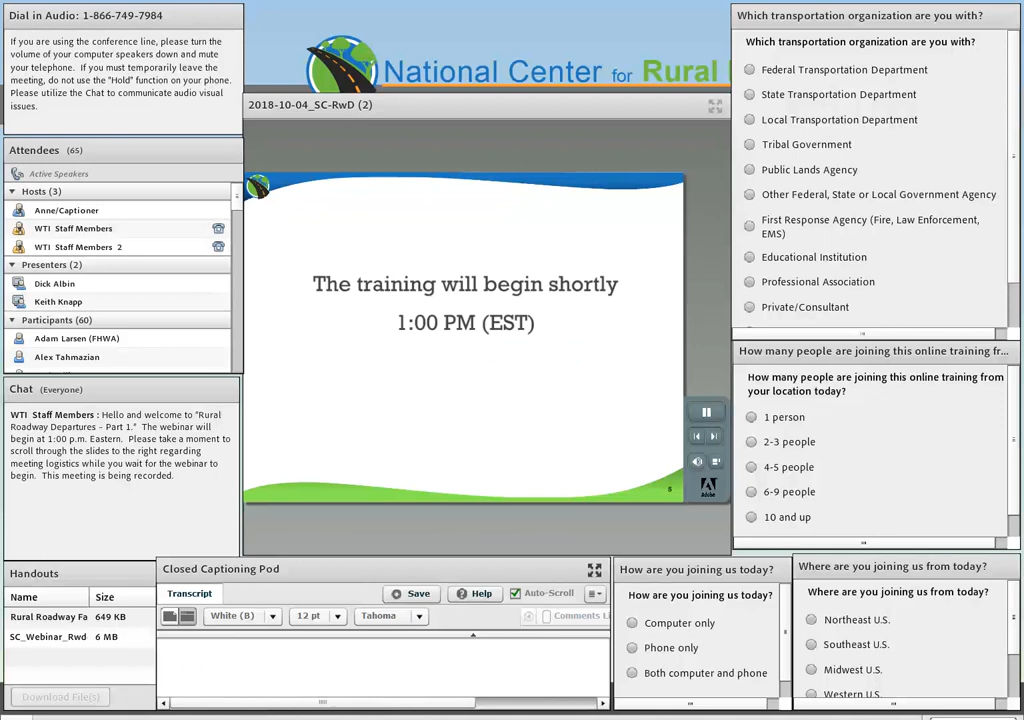 Dial in Audio: 1-866-749-7984
If you are using the conference line, please turn the
volume of your computer speakers down and mute
your telephone. If you must temporarily leave the
meeting, do not use the "Hold" function on your phone.
Please utilize the Chat to communicate audio visual
issues.
National Center for Rural
2018-10-04_SC-RwD (2)
Attendees (65)
Active Speakers
Hosts (3)
Anne/Captioner
WTI Staff Members
WTI Staff Members 2
Presenters (2)
Dick Albin
Keith Knapp
Participants (60)
Adam Larsen (FHWA)
Alex Tahmazian
Chat (Everyone)
WTI Staff Members : Hello and welcome to "Rural
Roadway Departures - Part 1." The webinar will
begin at 1:00 p.m. Eastern. Please take a moment to
scroll through the slides to the right regarding
meeting logistics while you wait for the webinar to
begin. This meeting is being recorded.
The training will begin shortly
1:00 PM (EST)
5
Adobe
Which transportation organization are you with?
Which transportation organization are you with?
Federal Transportation Department
State Transportation Department
Local Transportation Department
Tribal Government
Public Lands Agency
Other Federal, State or Local Government Agency
First Response Agency (Fire, Law Enforcement,
EMS)
Educational Institution
Professional Association
Private/Consultant
How many people are joining this online training fr...
How many people are joining this online training from
your location today?
1 person
2-3 people
4-5 people
6-9 people
10 and up
Handouts
Name Size
Rural Roadway Fa 649 KB
SC_Webinar_Rwd 6 MB
Download File(s)
Closed Captioning Pod
Transcript Save Help Auto-Scroll
White (B) 12 pt Tahoma Comments Li
How are you joining us today?
How are you joining us today?
Computer only
Phone only
Both computer and phone
Where are you joining us from today?
Where are you joining us from today?
Northeast U.S.
Southeast U.S.
Midwest U.S.
Western U.S.